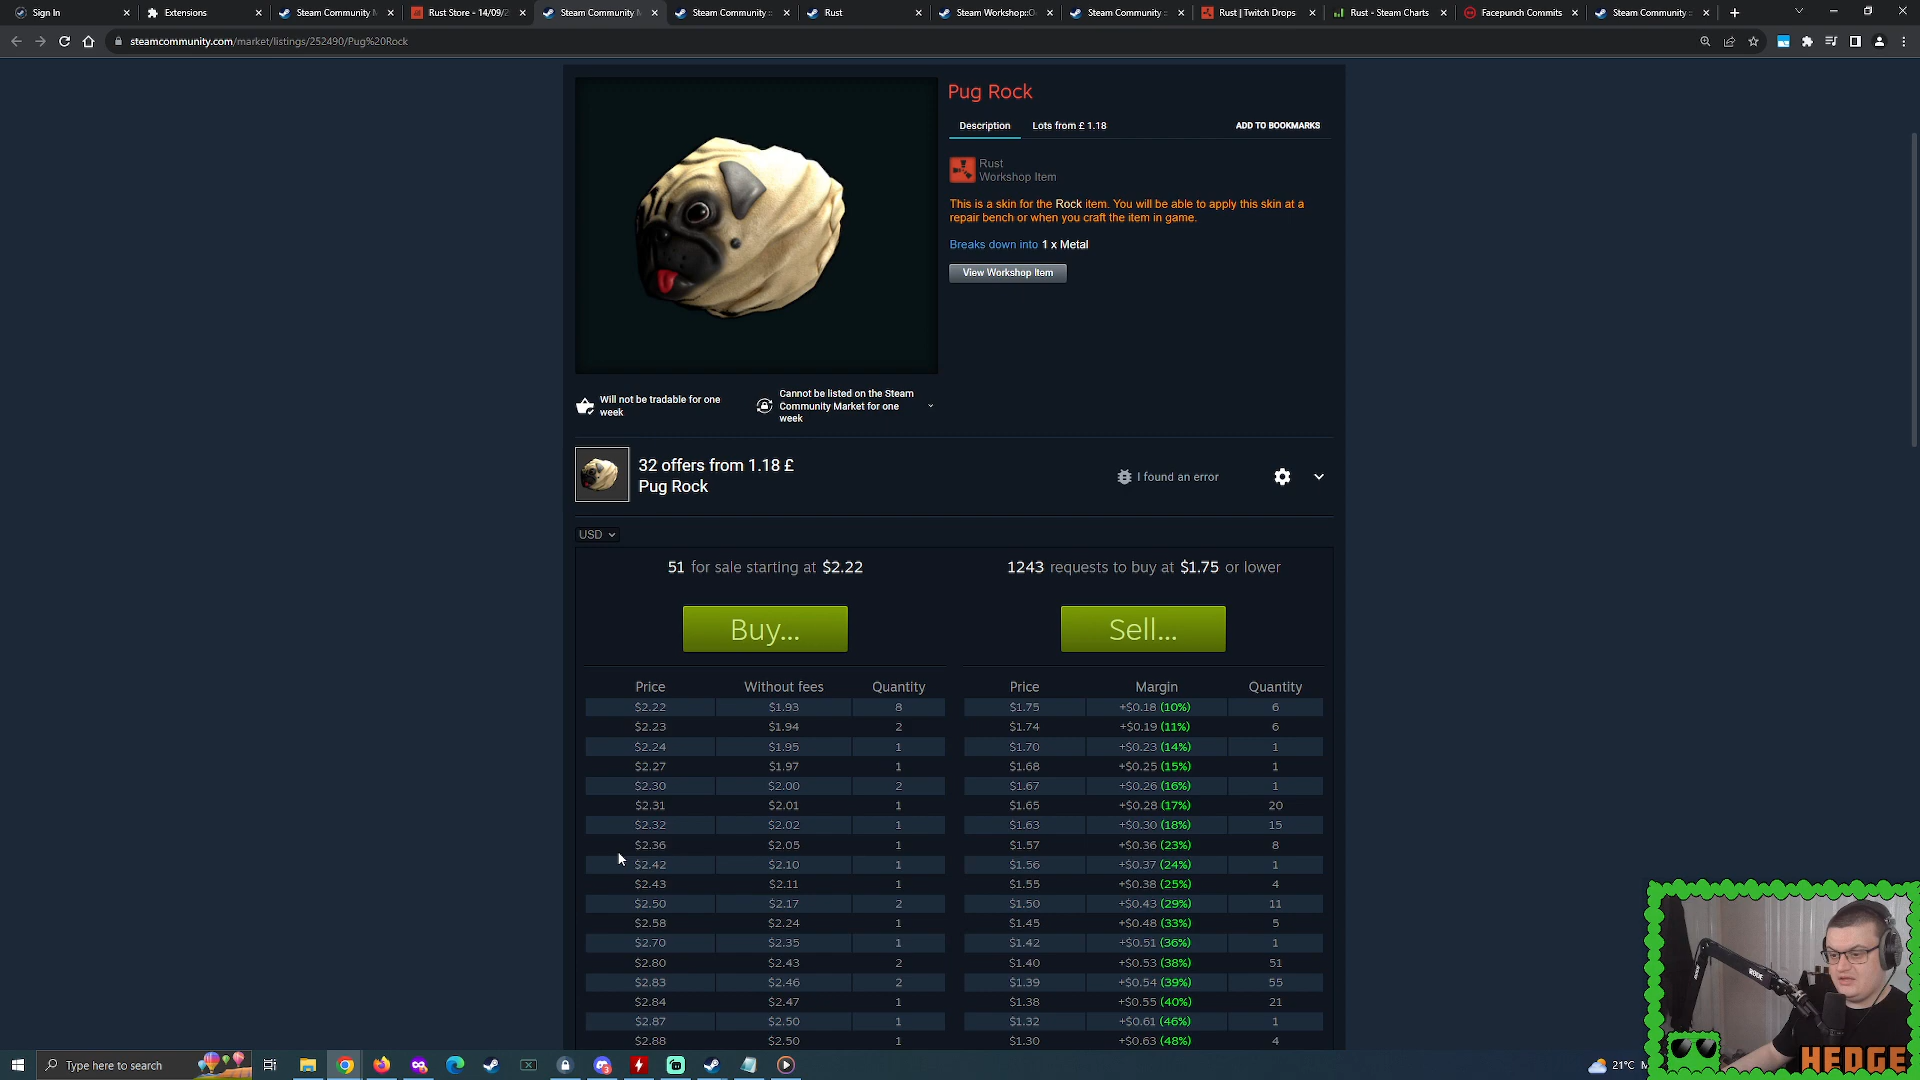 Sign In
Extensions
Steam Community M
Rust Store - 14/09/2
Steam Community M
Steam Community ::
Rust
Steam Workshop::O
Steam Community ::
Rust | Twitch Drops
Rust - Steam Charts
Facepunch Commits
Steam Community ::
steamcommunity.com/market/listings/252490/Pug%20Rock
Pug Rock
Description
Lots from £ 1.18
ADD TO BOOKMARKS
Rust
Workshop Item
This is a skin for the Rock item. You will be able to apply this skin at a
repair bench or when you craft the item in game.
Breaks down into 1 x Metal
View Workshop Item
Will not be tradable for one
week
Cannot be listed on the Steam
Community Market for one
week
32 offers from 1.18 £
Pug Rock
I found an error
USD
51 for sale starting at $2.22
1243 requests to buy at $1.75 or lower
Buy...
Sell...
Price Without fees Quantity Price Margin Quantity
$2.22 $1.93 8 $1.75 +$0.18 (10%) 6
$2.23 $1.94 2 $1.74 +$0.19 (11%) 6
$2.24 $1.95 1 $1.70 +$0.23 (14%) 1
$2.27 $1.97 1 $1.68 +$0.25 (15%) 1
$2.30 $2.00 2 $1.67 +$0.26 (16%) 1
$2.31 $2.01 1 $1.65 +$0.28 (17%) 20
$2.32 $2.02 1 $1.63 +$0.30 (18%) 15
$2.36 $2.05 1 $1.57 +$0.36 (23%) 8
$2.42 $2.10 1 $1.56 +$0.37 (24%) 1
$2.43 $2.11 1 $1.55 +$0.38 (25%) 4
$2.50 $2.17 2 $1.50 +$0.43 (29%) 11
$2.58 $2.24 1 $1.45 +$0.48 (33%) 5
$2.70 $2.35 1 $1.42 +$0.51 (36%) 1
$2.80 $2.43 2 $1.40 +$0.53 (38%) 51
$2.83 $2.46 2 $1.39 +$0.54 (39%) 55
$2.84 $2.47 1 $1.38 +$0.55 (40%) 21
$2.87 $2.50 1 $1.32 +$0.61 (46%) 1
$2.88 $2.50 1 $1.30 +$0.63 (48%) 4
RODE
HEDGE
Type here to search
21°C M